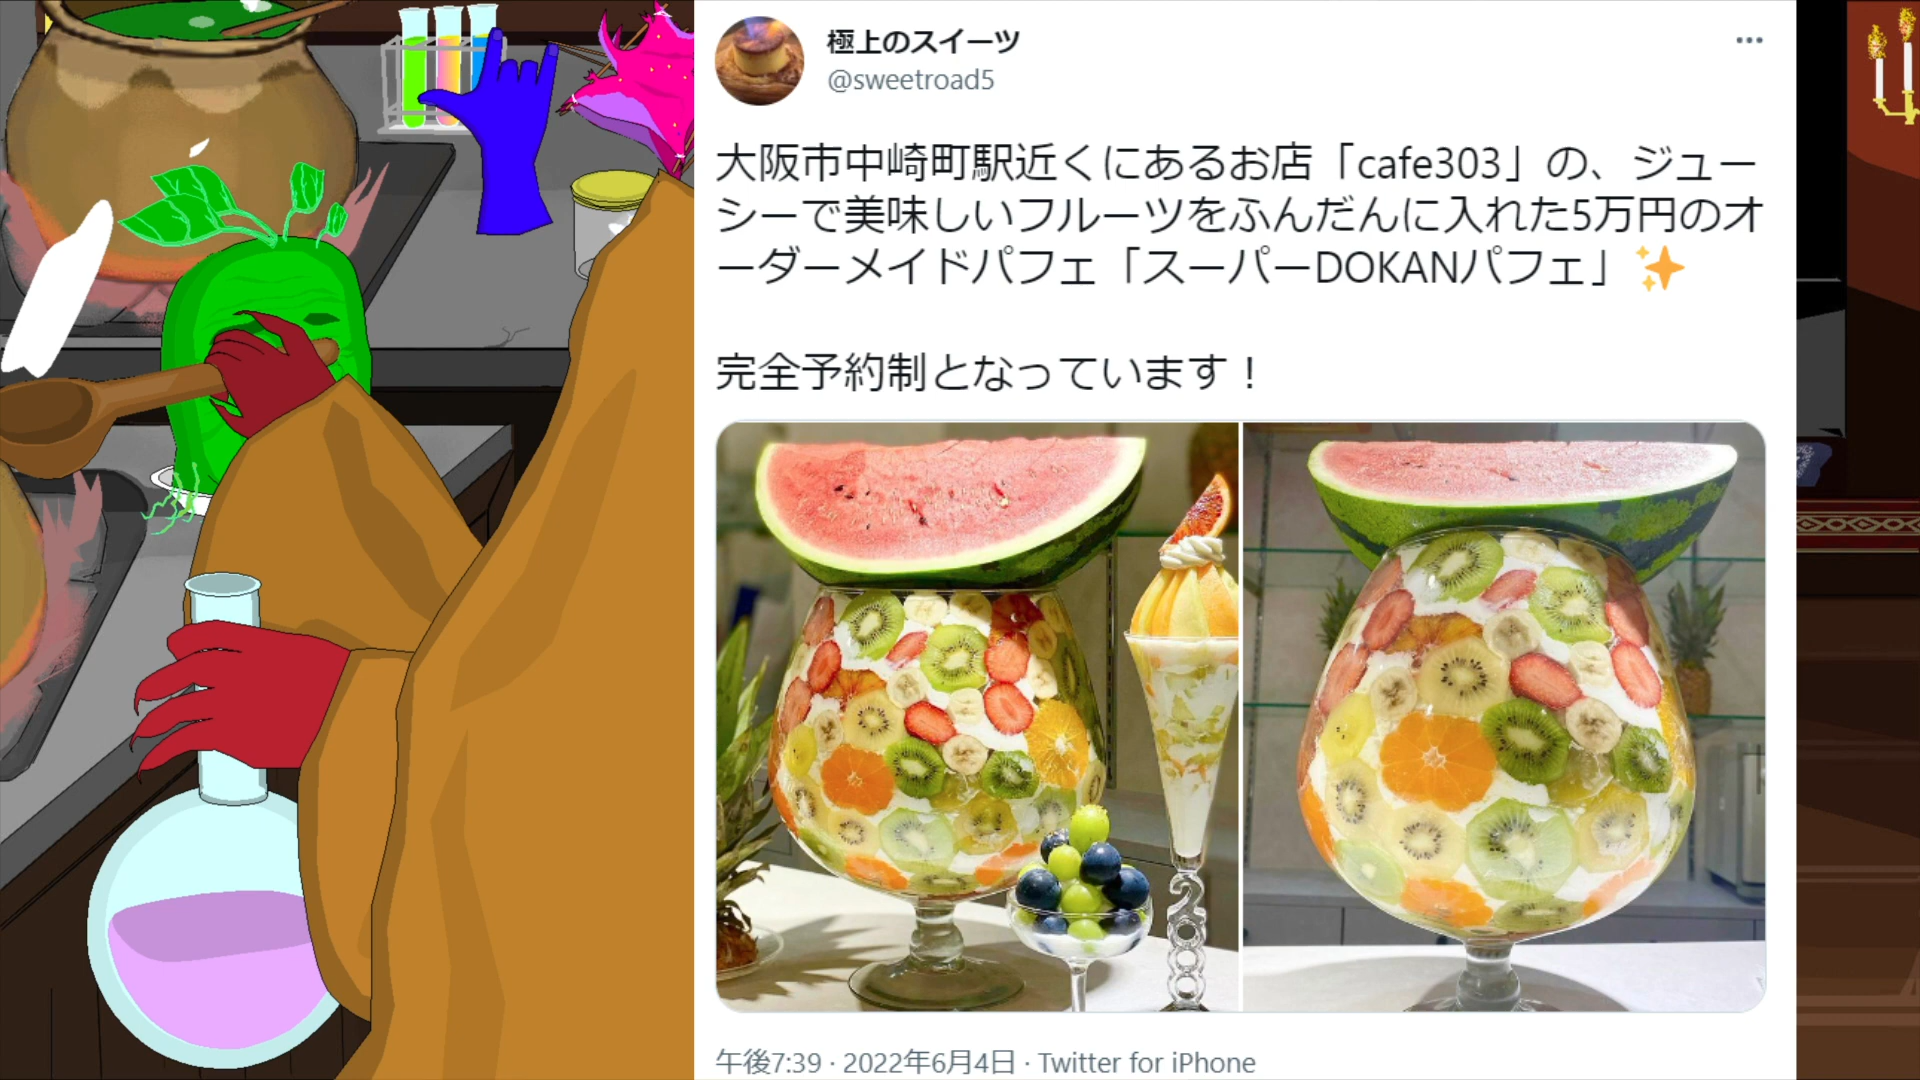 極上のスイーツ
@sweetroad5
大阪市中崎町駅近くにあるお店「cafe303」の、ジュー
シーで美味しいフルーツをふんだんに入れた5万円のオ
ーダーメイドパフェ「スーパーDOKANパフェ」✨
完全予約制となっています！
午後7:39 · 2022年6月4日 · Twitter for iPhone